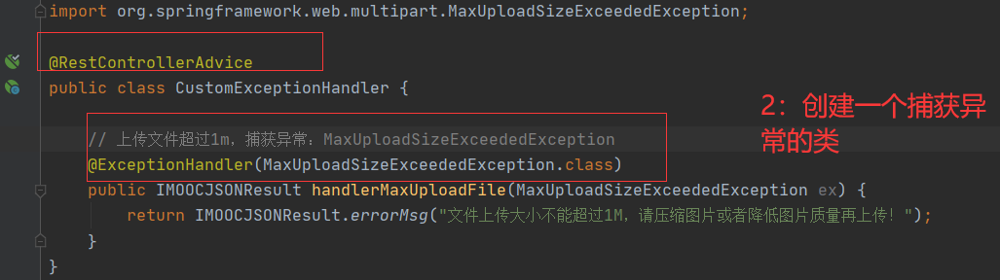 import org.springframework.web.multipart.MaxUploadSizeExceededException;
@RestControllerAdvice
public class CustomExceptionHandler {
2：创建一个捕获异
常的类
// 上传文件超过1m，捕获异常：MaxUploadSizeExceededException
@ExceptionHandler(MaxUploadSizeExceededException.class)
public IMOOCJSONResult handlerMaxUploadFile(MaxUploadSizeExceededException ex) {
return IMOOCJSONResult.errorMsg("文件上传大小不能超过1M，请压缩图片或者降低图片质量再上传！");
}
}